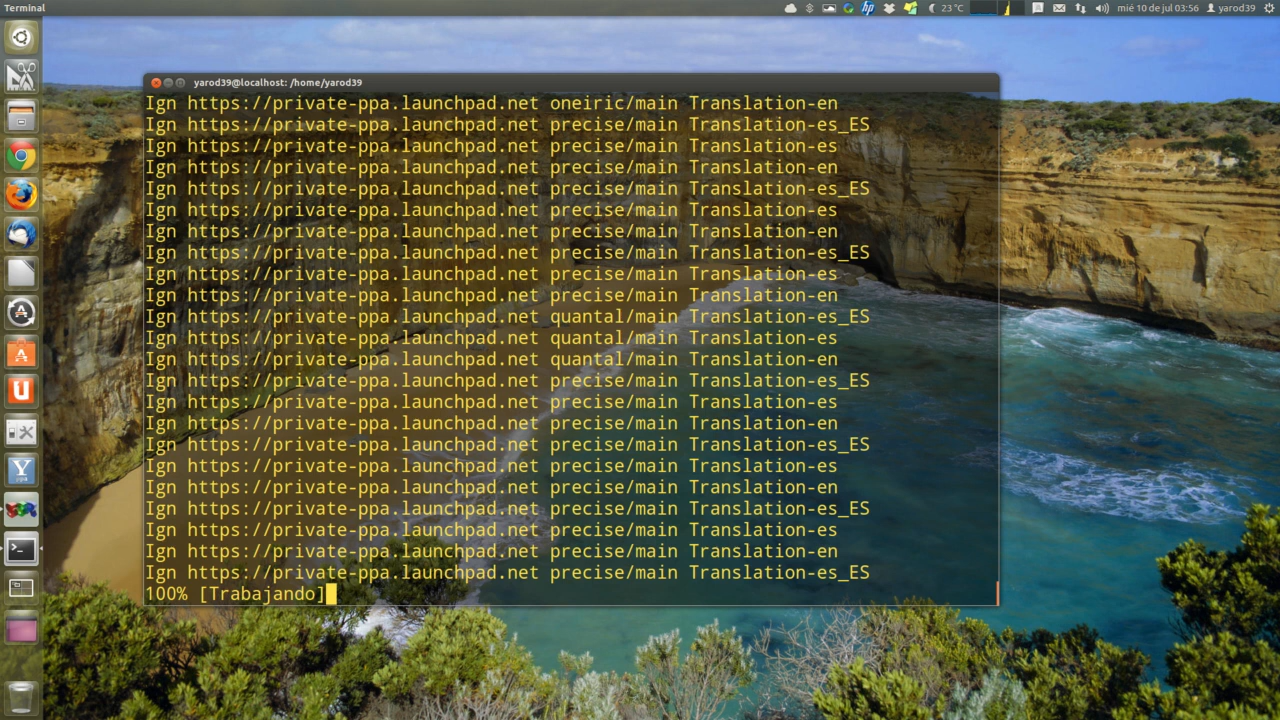 Terminal
23°C
mié 10 de jul 03:56
yarod39
yarod39@localhost: /home/yarod39
Ign https://private-ppa.launchpad.net oneiric/main Translation-en
Ign https://private-ppa.launchpad.net precise/main Translation-es_ES
Ign https://private-ppa.launchpad.net precise/main Translation-es
Ign https://private-ppa.launchpad.net precise/main Translation-en
Ign https://private-ppa.launchpad.net precise/main Translation-es_ES
Ign https://private-ppa.launchpad.net precise/main Translation-es
Ign https://private-ppa.launchpad.net precise/main Translation-en
Ign https://private-ppa.launchpad.net precise/main Translation-es_ES
Ign https://private-ppa.launchpad.net precise/main Translation-es
Ign https://private-ppa.launchpad.net precise/main Translation-en
Ign https://private-ppa.launchpad.net quantal/main Translation-es_ES
Ign https://private-ppa.launchpad.net quantal/main Translation-es
Ign https://private-ppa.launchpad.net quantal/main Translation-en
Ign https://private-ppa.launchpad.net precise/main Translation-es_ES
Ign https://private-ppa.launchpad.net precise/main Translation-es
Ign https://private-ppa.launchpad.net precise/main Translation-en
Ign https://private-ppa.launchpad.net precise/main Translation-es_ES
Ign https://private-ppa.launchpad.net precise/main Translation-es
Ign https://private-ppa.launchpad.net precise/main Translation-en
Ign https://private-ppa.launchpad.net precise/main Translation-es_ES
Ign https://private-ppa.launchpad.net precise/main Translation-es
Ign https://private-ppa.launchpad.net precise/main Translation-en
Ign https://private-ppa.launchpad.net precise/main Translation-es_ES
100% [Trabajando]